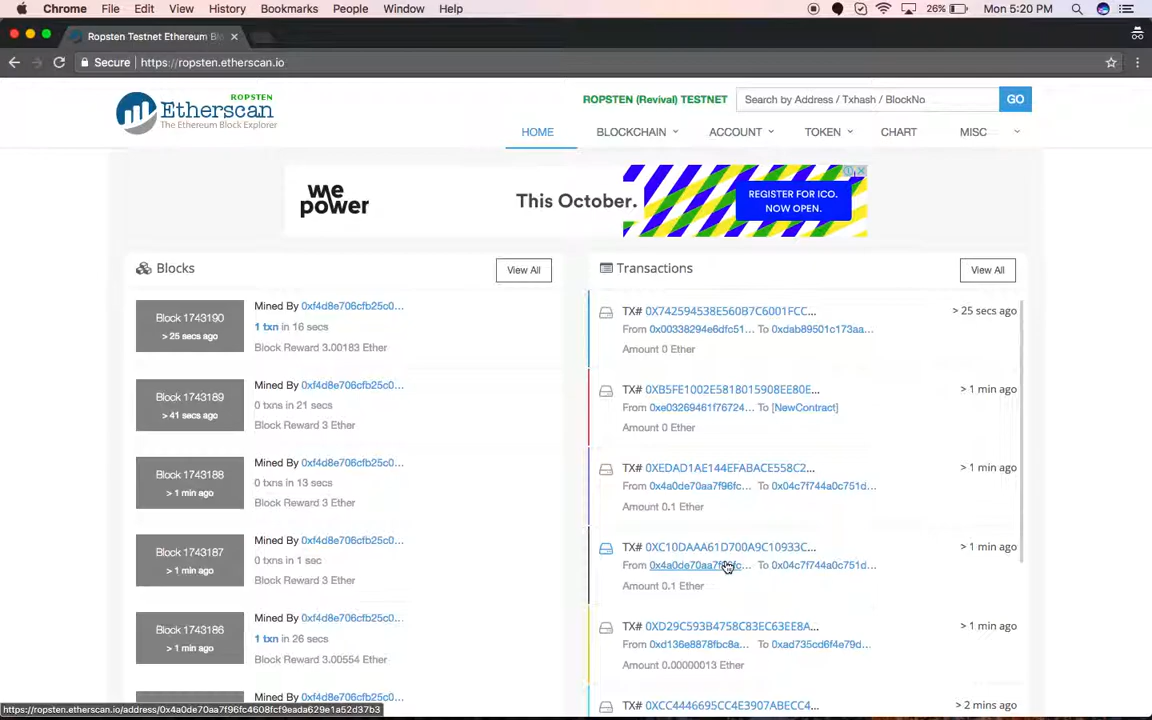 Chrome File Edit View History Bookmarks People Window Help 26% Mon 5:20 PM
Ropsten Testnet Ethereum Bl
Secure https://ropsten.etherscan.io
ROPSTEN
Etherscan
The Ethereum Block Explorer
ROPSTEN (Revival) TESTNET Search by Address / Txhash / BlockNo GO
HOME BLOCKCHAIN ACCOUNT TOKEN CHART MISC
we
power
This October.
REGISTER FOR ICO.
NOW OPEN.
Blocks View All
Block 1743190
> 25 secs ago
Mined By 0xf4d8e706cfb25c0...
1 txn in 16 secs
Block Reward 3.00183 Ether
Block 1743189
> 41 secs ago
Mined By 0xf4d8e706cfb25c0...
0 txns in 21 secs
Block Reward 3 Ether
Block 1743188
> 1 min ago
Mined By 0xf4d8e706cfb25c0...
0 txns in 13 secs
Block Reward 3 Ether
Block 1743187
> 1 min ago
Mined By 0xf4d8e706cfb25c0...
0 txns in 1 sec
Block Reward 3 Ether
Block 1743186
> 1 min ago
Mined By 0xf4d8e706cfb25c0...
1 txn in 26 secs
Block Reward 3.00554 Ether
Mined By 0xf4d8e706cfb25c0...
Transactions View All
TX# 0X742594538E560B7C6001FCC... > 25 secs ago
From 0x00338294e6dfc51... To 0xdab89501c173aa...
Amount 0 Ether
TX# 0XB5FE1002E5818015908EE80E... > 1 min ago
From 0xe03269461f76724... To [NewContract]
Amount 0 Ether
TX# 0XEDAD1AE144EFABACE558C2... > 1 min ago
From 0x4a0de70aa7f96fc... To 0x04c7f744a0c751d...
Amount 0.1 Ether
TX# 0XC10DAAA61D700A9C10933C... > 1 min ago
From 0x4a0de70aa7f96fc... To 0x04c7f744a0c751d...
Amount 0.1 Ether
TX# 0XD29C593B4758C83EC63EE8A... > 1 min ago
From 0xd136e8878fbc8a... To 0xad735cd6f4e79d...
Amount 0.00000013 Ether
TX# 0XCC4446695CC4E3907ABECC4... > 2 mins ago
https://ropsten.etherscan.io/address/0x4a0de70aa7f96fc4608fcf9eada629e1a52d37b3